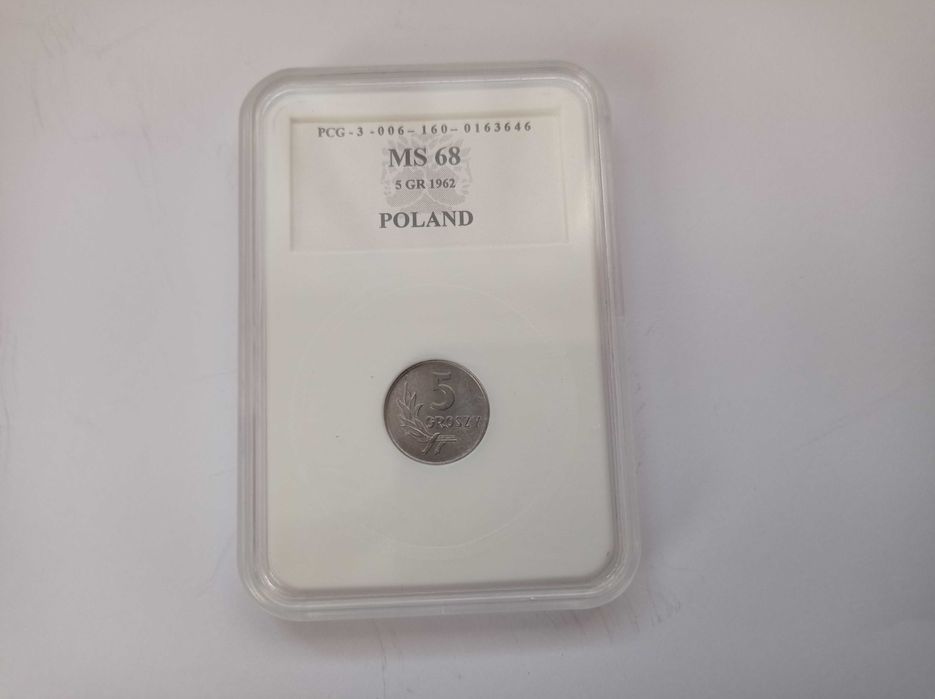 PCG - 3 - 006 - 160 - 0163646
MS 68
5 GR 1962
POLAND
5
GROSZY